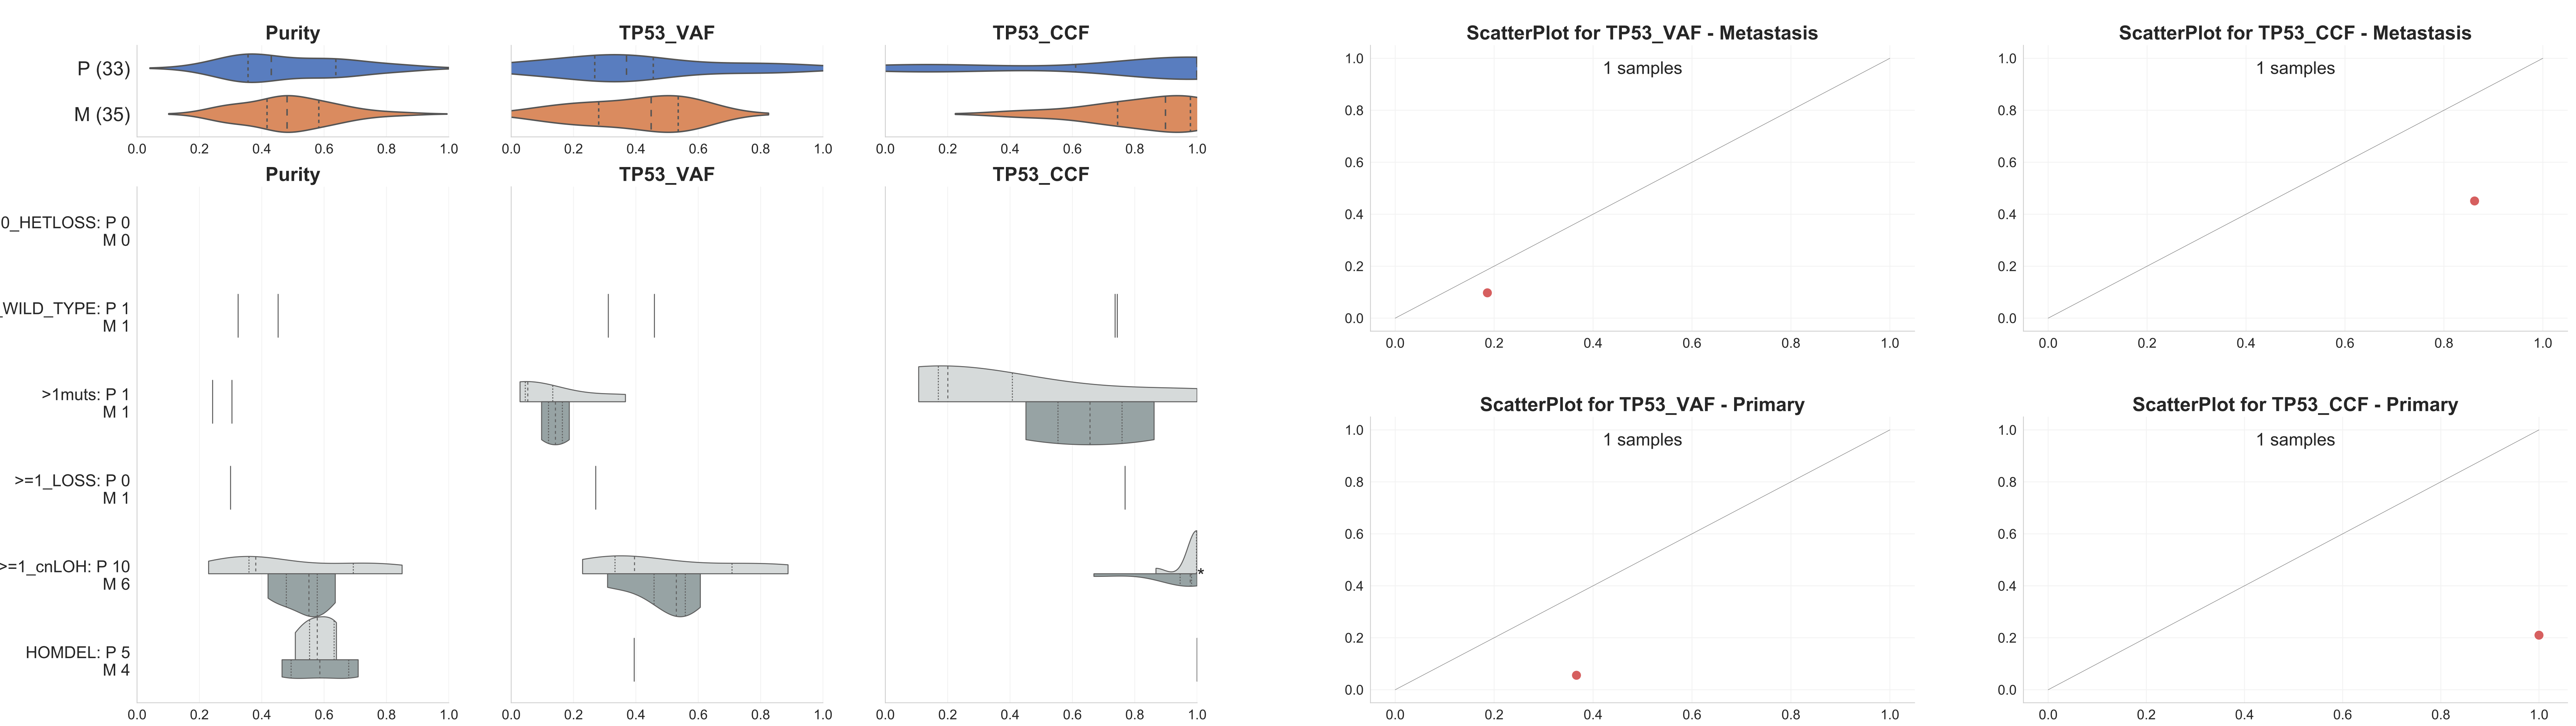 Purity
TP53_VAF
TP53_CCF
P (33)
M (35)
0.0 0.2 0.4 0.6 0.8 1.0
0.0 0.2 0.4 0.6 0.8 1.0
0.0 0.2 0.4 0.6 0.8 1.0
Purity
TP53_VAF
TP53_CCF
0_HETLOSS: P 0
M 0
_WILD_TYPE: P 1
M 1
>1muts: P 1
M 1
>=1_LOSS: P 0
M 1
>=1_cnLOH: P 10
M 6
*
HOMDEL: P 5
M 4
0.0 0.2 0.4 0.6 0.8 1.0
0.0 0.2 0.4 0.6 0.8 1.0
0.0 0.2 0.4 0.6 0.8 1.0
ScatterPlot for TP53_VAF - Metastasis
1 samples
1.0
0.8
0.6
0.4
0.2
0.0
0.0 0.2 0.4 0.6 0.8 1.0
ScatterPlot for TP53_CCF - Metastasis
1 samples
1.0
0.8
0.6
0.4
0.2
0.0
0.0 0.2 0.4 0.6 0.8 1.0
ScatterPlot for TP53_VAF - Primary
1 samples
1.0
0.8
0.6
0.4
0.2
0.0
0.0 0.2 0.4 0.6 0.8 1.0
ScatterPlot for TP53_CCF - Primary
1 samples
1.0
0.8
0.6
0.4
0.2
0.0
0.0 0.2 0.4 0.6 0.8 1.0